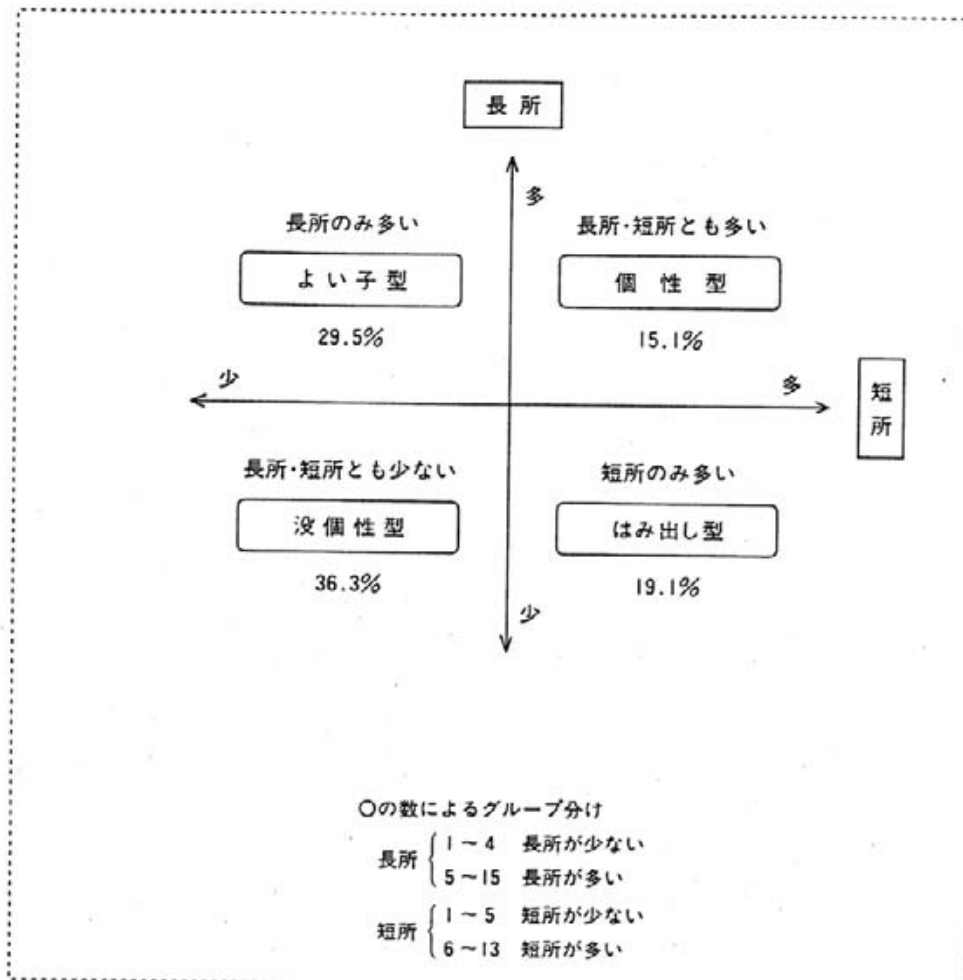 長所
多
長所のみ多い
よい子型
29.5%
長所・短所とも多い
個性型
15.1%
少
多
短所
長所・短所とも少ない
没個性型
36.3%
短所のみ多い
はみ出し型
19.1%
少
○の数によるグループ分け
長所
1~4 長所が少ない
5~15 長所が多い
短所
1~5 短所が少ない
6~13 短所が多い